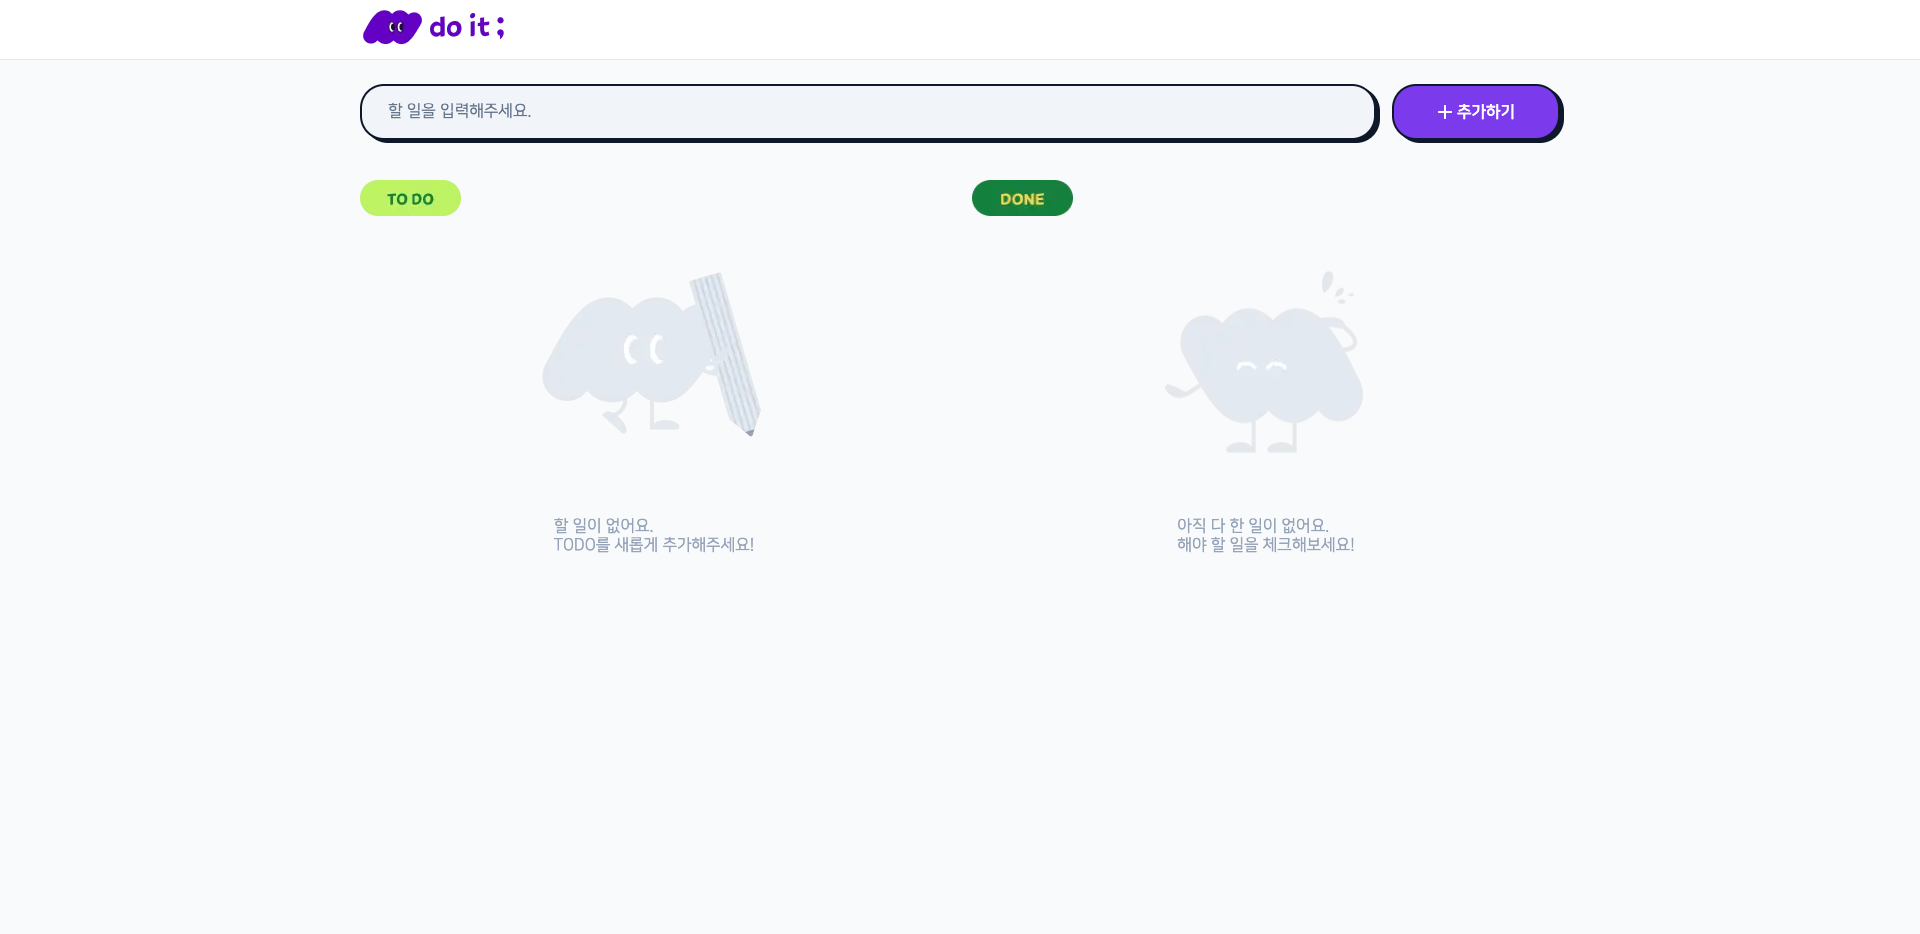 do it ;
할 일을 입력해주세요.
+ 추가하기
TO DO
DONE
할 일이 없어요.
TODO를 새롭게 추가해주세요!
아직 다 한 일이 없어요.
해야 할 일을 체크해보세요!